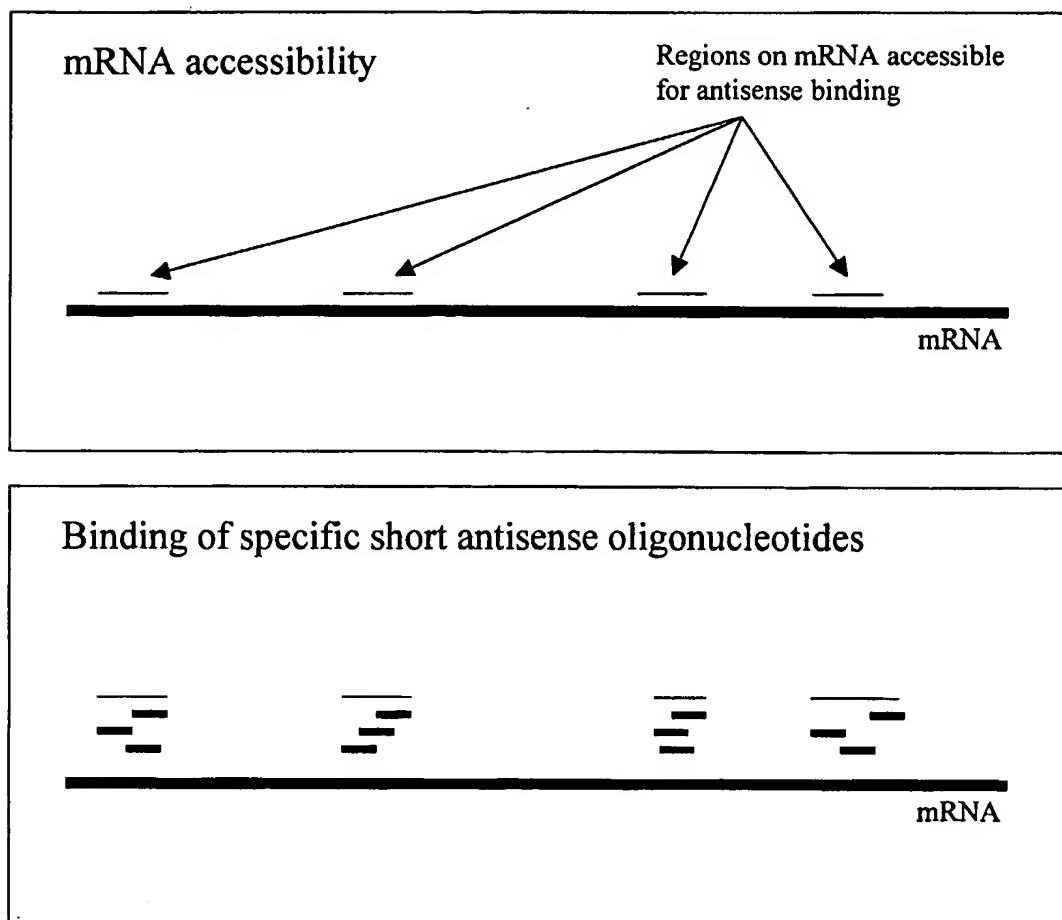 mRNA accessibility
Regions on mRNA accessible
for antisense binding
mRNA
Binding of specific short antisense oligonucleotides
mRNA